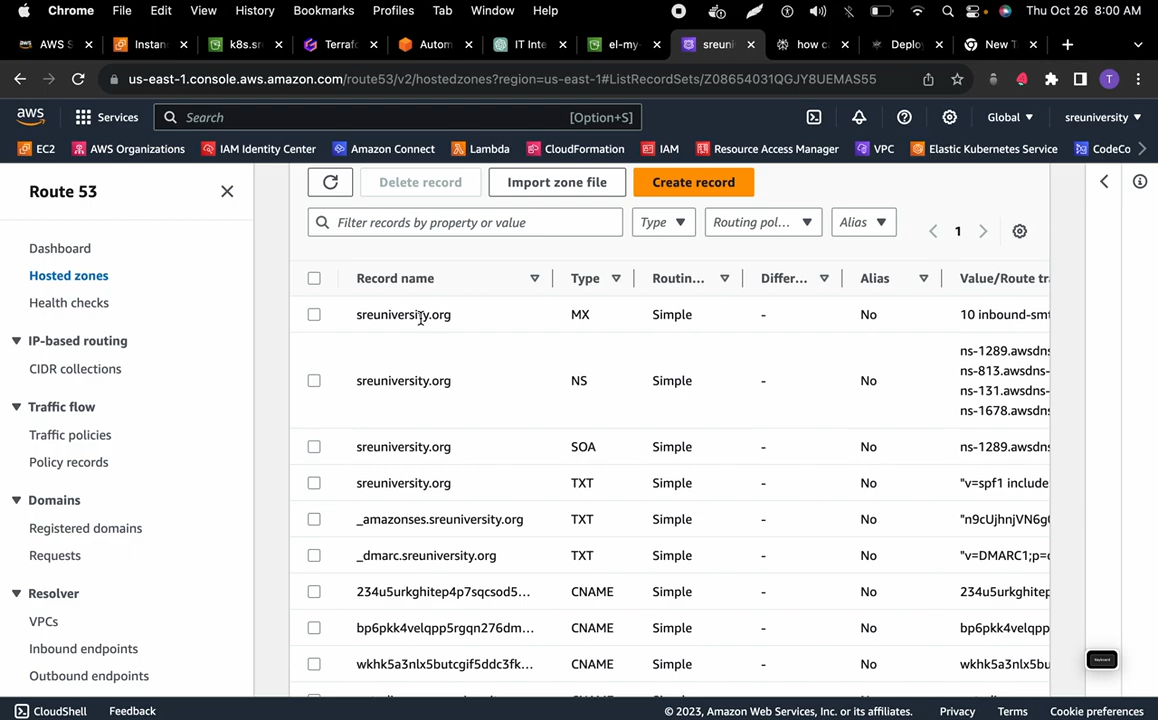 Chrome File Edit View History Bookmarks Profiles Tab Window Help Thu Oct 26 8:00 AM
AWS S Instan k8s.sr Terraf Autom IT Inte el-my- sreuni how c Deplo New T
us-east-1.console.aws.amazon.com/route53/v2/hostedzones?region=us-east-1#ListRecordSets/Z08654031QGJY8UEMAS55 T
aws Services Search [Option+S] Global sreuniversity
EC2 AWS Organizations IAM Identity Center Amazon Connect Lambda CloudFormation IAM Resource Access Manager VPC Elastic Kubernetes Service CodeCo
Route 53
Dashboard
Hosted zones
Health checks
IP-based routing
CIDR collections
Traffic flow
Traffic policies
Policy records
Domains
Registered domains
Requests
Resolver
VPCs
Inbound endpoints
Outbound endpoints
Delete record Import zone file Create record
Filter records by property or value Type Routing pol... Alias 1
Record name Type Routin... Differ... Alias Value/Route tr
sreuniversity.org MX Simple - No 10 inbound-smt
ns-1289.awsdns
ns-813.awsdns-
sreuniversity.org NS Simple - No
ns-131.awsdns-
ns-1678.awsdns
sreuniversity.org SOA Simple - No ns-1289.awsdns
sreuniversity.org TXT Simple - No "v=spf1 include
_amazonses.sreuniversity.org TXT Simple - No
_dmarc.sreuniversity.org TXT Simple - No "v=DMARC1;p=
234u5urkghitep4p7sqcsod5... CNAME Simple - No 234u5urkghitep
bp6pkk4velqpp5rgqn276dm... CNAME Simple - No bp6pkk4velqpp
wkhk5a3nlx5butcgif5ddc3fk... CNAME Simple - No wkhk5a3nlx5bu
Keyboard
CloudShell Feedback © 2023, Amazon Web Services, Inc. or its affiliates. Privacy Terms Cookie preferences